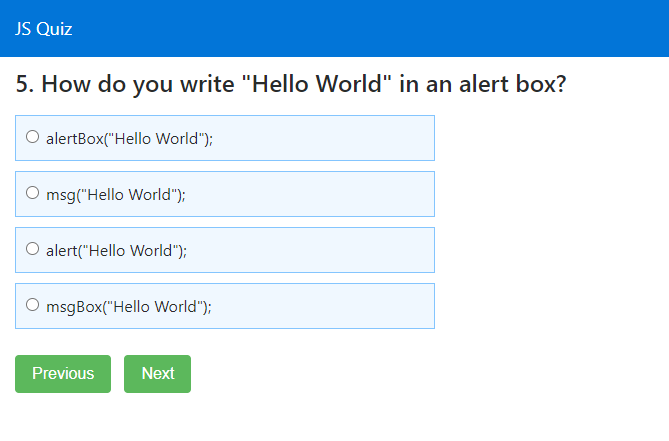 JS Quiz
5. How do you write "Hello World" in an alert box?
alertBox("Hello World");
msg("Hello World");
alert("Hello World");
msgBox("Hello World");
Previous Next